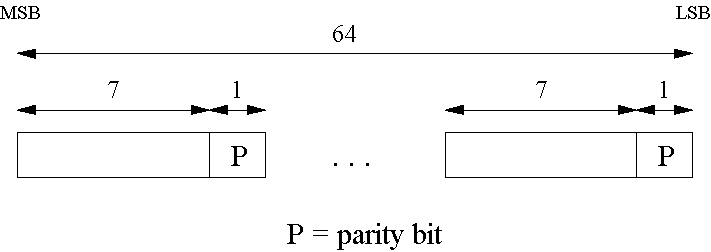 MSB LSB
64
7 1 7 1
P . . . P
P = parity bit